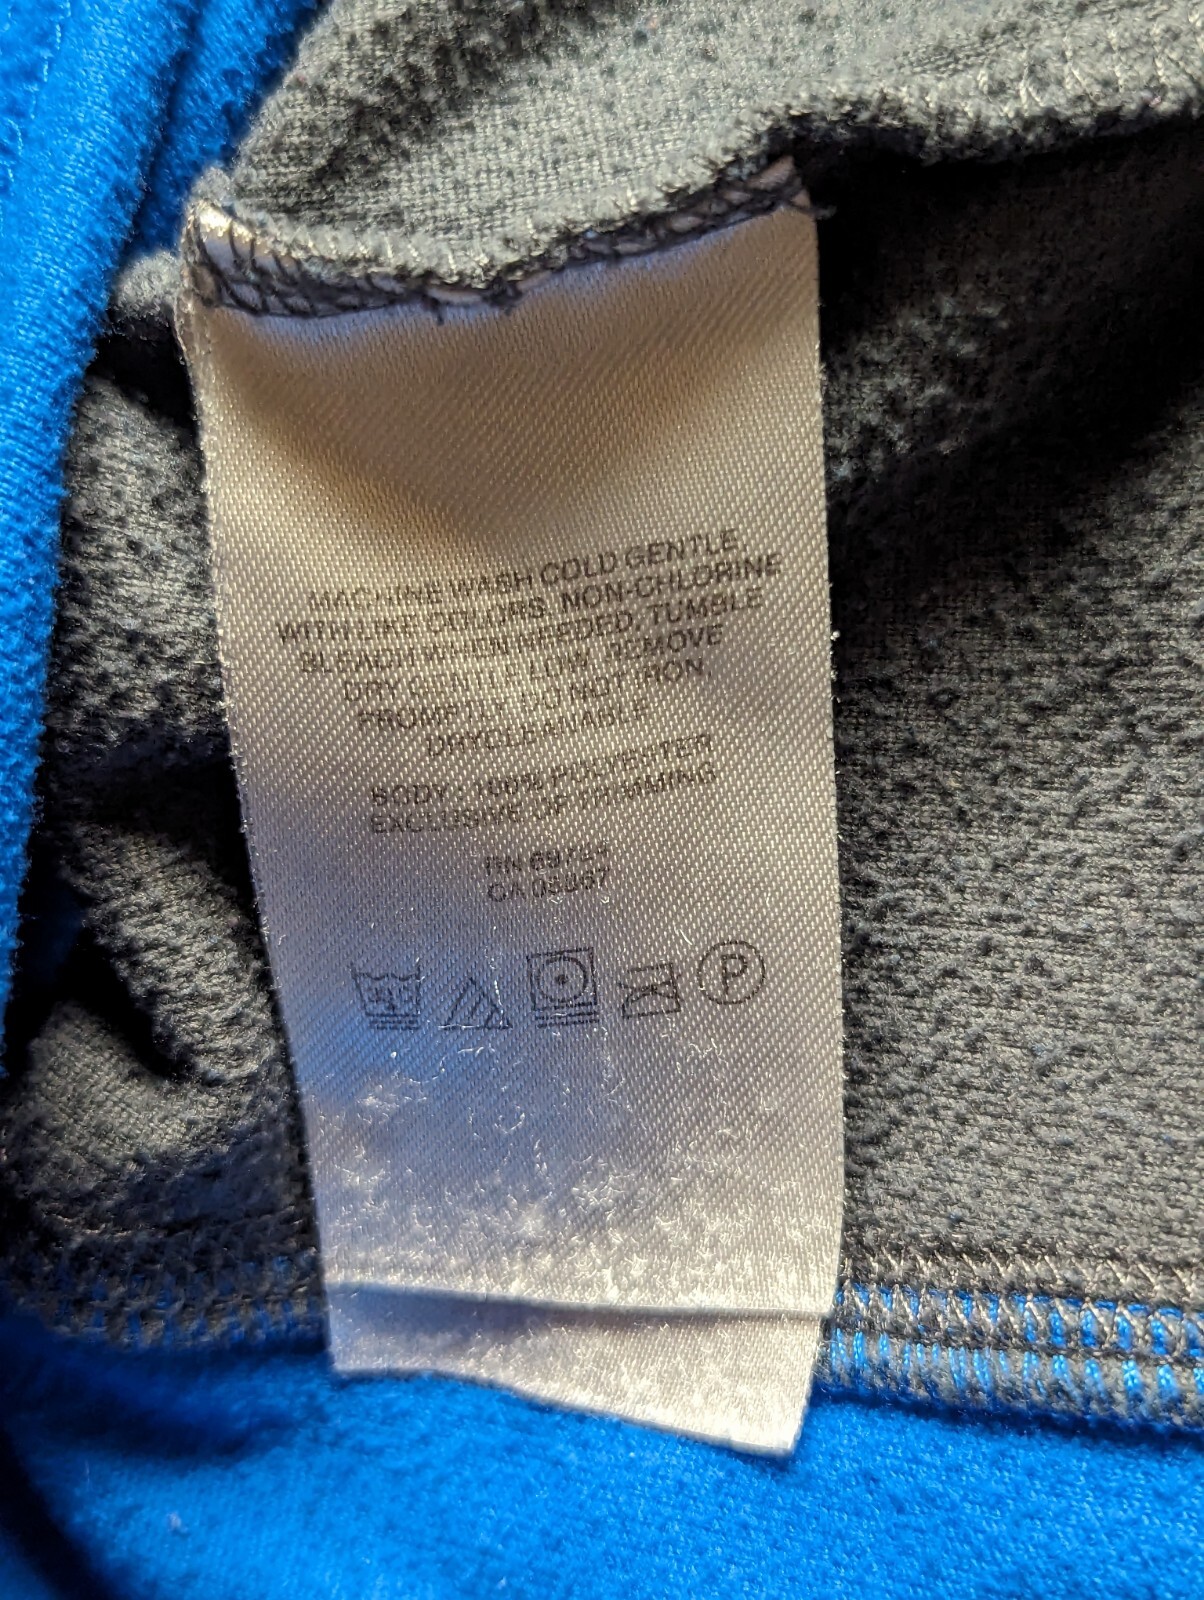 MACHINE WASH COLD GENTLE,
WITH LIKE COLORS, NON-CHLORINE
BLEACH WHEN NEEDED, TUMBLE
DRY GENTLE LOW, REMOVE
PROMPTLY, DO NOT IRON,
DRYCLEANABLE
BODY: 100% POLYESTER
EXCLUSIVE OF TRIMMING
RN
CA
P